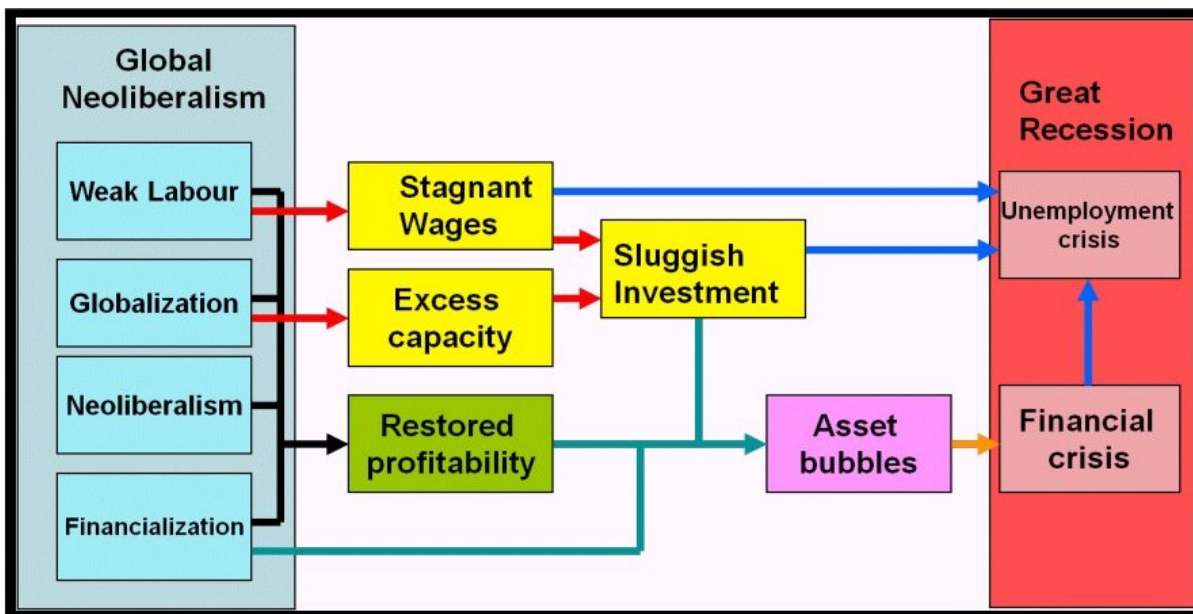 Global
Neoliberalism
Weak Labour
Globalization
Neoliberalism
Financialization
Stagnant
Wages
Excess
capacity
Restored
profitability
Sluggish
Investment
Asset
bubbles
Great
Recession
Unemployment
crisis
Financial
crisis